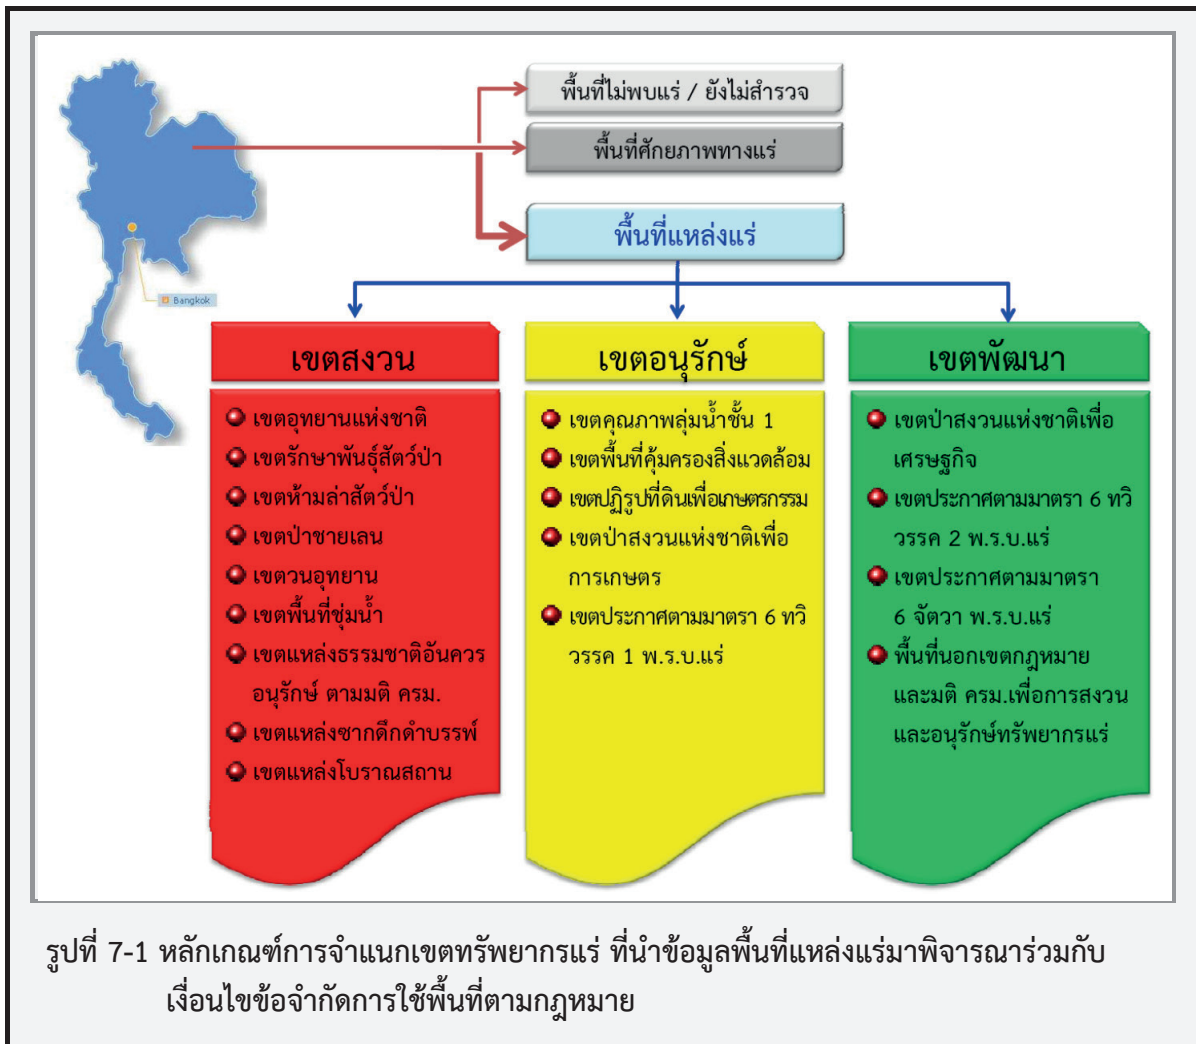 พื้นที่ไม่พบแร่ / ยังไม่สำรวจ
พื้นที่ศักยภาพทางแร่
พื้นที่แหล่งแร่
Bangkok
เขตสงวน
เขตอุทยานแห่งชาติ
เขตรักษาพันธุ์สัตว์ป่า
เขตห้ามล่าสัตว์ป่า
เขตป่าชายเลน
เขตวนอุทยาน
เขตพื้นที่ชุ่มน้ำ
เขตแหล่งธรรมชาติอันควร
อนุรักษ์ ตามมติ ครม.
เขตแหล่งซากดึกดำบรรพ์
เขตแหล่งโบราณสถาน
เขตอนุรักษ์
เขตคุณภาพลุ่มน้ำชั้น 1
เขตพื้นที่คุ้มครองสิ่งแวดล้อม
เขตปฏิรูปที่ดินเพื่อเกษตรกรรม
เขตป่าสงวนแห่งชาติเพื่อ
การเกษตร
เขตประกาศตามมาตรา 6 ทวิ
วรรค 1 พ.ร.บ.แร่
เขตพัฒนา
เขตป่าสงวนแห่งชาติเพื่อ
เศรษฐกิจ
เขตประกาศตามมาตรา 6 ทวิ
วรรค 2 พ.ร.บ.แร่
เขตประกาศตามมาตรา
6 จัตวา พ.ร.บ.แร่
พื้นที่นอกเขตกฎหมาย
และมติ ครม.เพื่อการสงวน
และอนุรักษ์ทรัพยากรแร่
รูปที่ 7-1 หลักเกณฑ์การจำแนกเขตทรัพยากรแร่ ที่นำข้อมูลพื้นที่แหล่งแร่มาพิจารณาร่วมกับ
เงื่อนไขข้อจำกัดการใช้พื้นที่ตามกฎหมาย